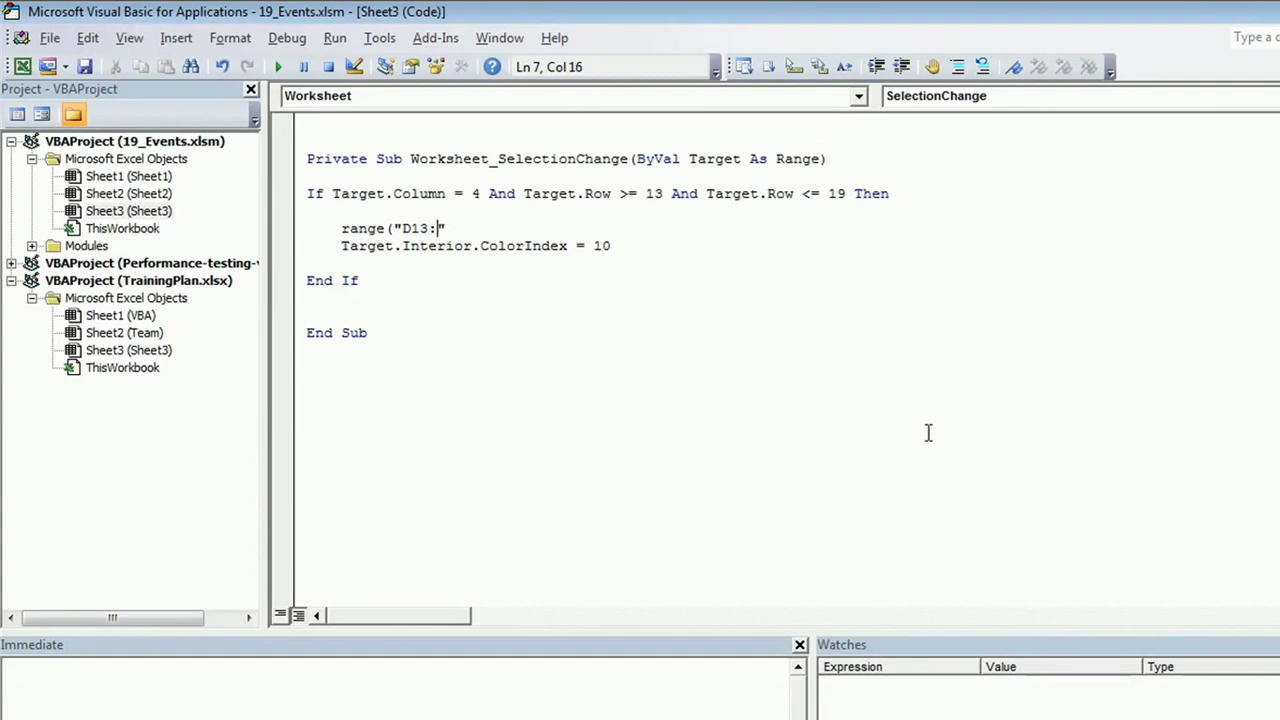 Microsoft Visual Basic for Applications - 19_Events.xlsm - [Sheet3 (Code)]
File Edit View Insert Format Debug Run Tools Add-Ins Window Help
Type a
Ln 7, Col 16
Project - VBAProject
Worksheet
SelectionChange
VBAProject (19_Events.xlsm)
Microsoft Excel Objects
Sheet1 (Sheet1)
Sheet2 (Sheet2)
Sheet3 (Sheet3)
ThisWorkbook
Modules
VBAProject (Performance-testing-v
VBAProject (TrainingPlan.xlsx)
Microsoft Excel Objects
Sheet1 (VBA)
Sheet2 (Team)
Sheet3 (Sheet3)
ThisWorkbook
Private Sub Worksheet_SelectionChange(ByVal Target As Range)
If Target.Column = 4 And Target.Row >= 13 And Target.Row <= 19 Then
range("D13:"
Target.Interior.ColorIndex = 10
End If
End Sub
Immediate
Watches
Expression Value Type